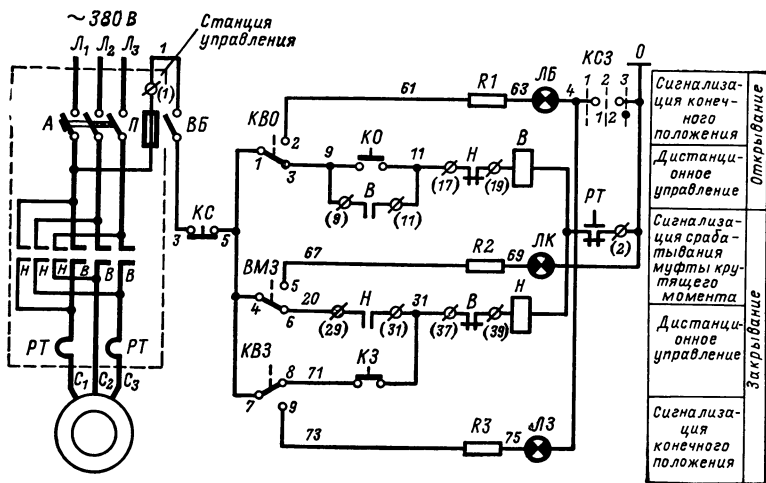 ~ 380 В
Станция
управления
Л₁ Л₂ Л₃ 1
(1)
А П ВБ
КВО
61 R1 63 ЛБ 4
КСЗ О
1 2 3
1 2
2
1 3
9 КО 11
Н В
(17) (19)
В
(9) (11)
РТ
(2)
3 КС 5
67 R2 69 ЛК
ВМЗ 5
4 6
20 Н 31 В Н
(29) (31) (37) (39)
Н Н Н В В В
РТ РТ
С₁ С₂ С₃
КВЗ
8 71 КЗ
7 9
73 R3 75 ЛЗ
Сигнализа-
ция конеч-
ного
положения
Дистанци-
онное
управление
Открывание
Сигнализа-
ция сраба-
тывания
муфты кру-
тящего
момента
Дистанци-
онное
управление
Сигнализа-
ция
конечного
положения
Закрывание